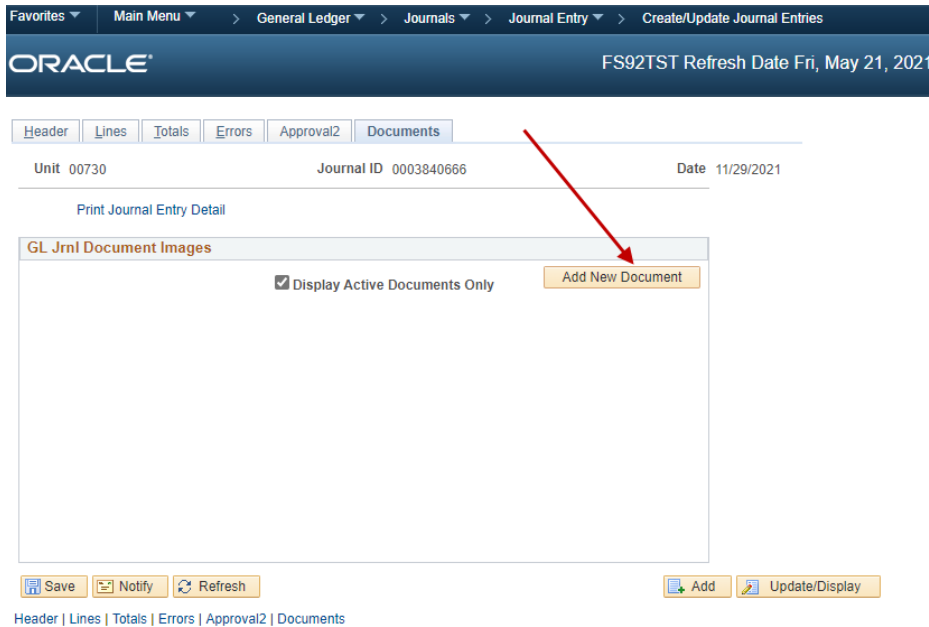 Favorites Main Menu > General Ledger > Journals > Journal Entry > Create/Update Journal Entries
ORACLE® FS92TST Refresh Date Fri, May 21, 2021
Header Lines Totals Errors Approval2 Documents
Unit 00730 Journal ID 0003840666 Date 11/29/2021
Print Journal Entry Detail
GL Jrnl Document Images
Display Active Documents Only Add New Document
Save Notify Refresh Add Update/Display
Header | Lines | Totals | Errors | Approval2 | Documents